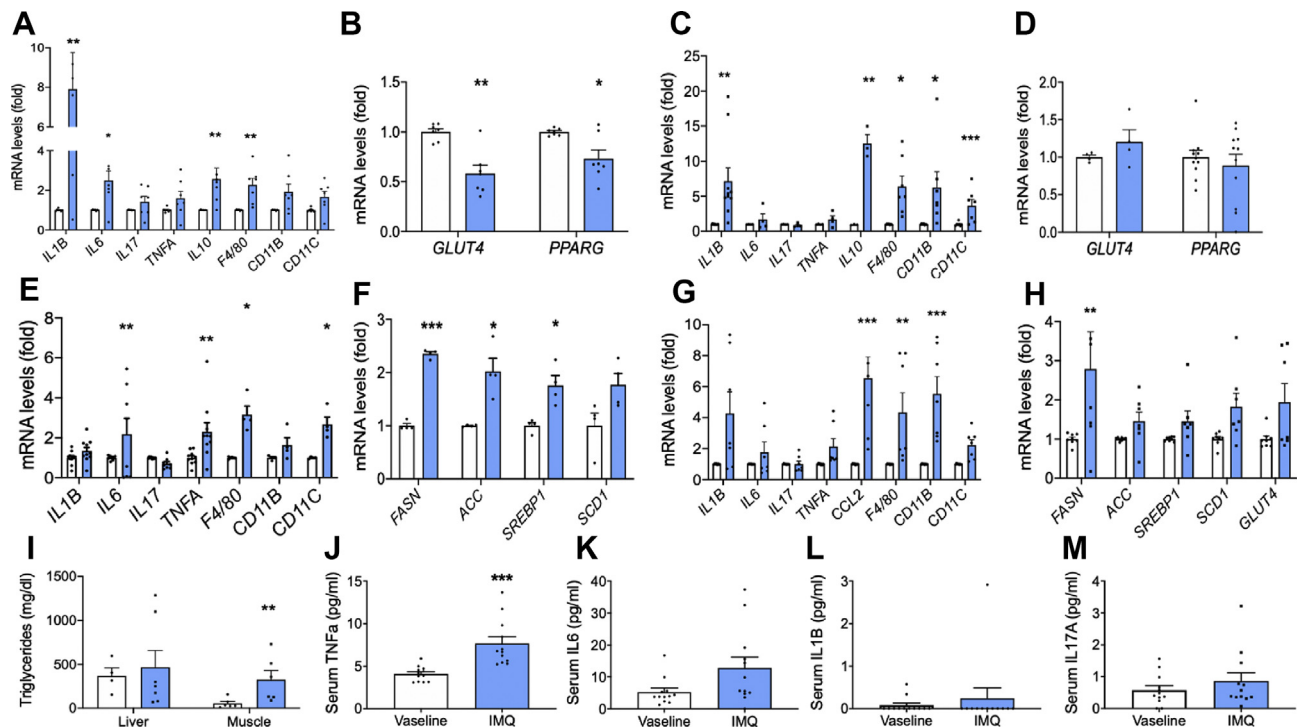 A
mRNA levels (fold)
10
8
6
4
4
2
0
**
*
**
**
IL1B
IL6
IL17
TNFA
IL10
F4/80
CD11B
CD11C
B
mRNA levels (fold)
1.5
1.0
0.5
0.0
**
*
GLUT4
PPARG
C
mRNA levels (fold)
25
20
15
10
5
0
**
**
*
*
***
IL1B
IL6
IL17
TNFA
IL10
F4/80
CD11B
CD11C
D
mRNA levels (fold)
2.0
1.5
1.0
0.5
0.0
GLUT4
PPARG
E
mRNA levels (fold)
8
6
4
2
0
**
**
*
*
IL1B
IL6
IL17
TNFA
F4/80
CD11B
CD11C
F
mRNA levels (fold)
3
2
1
0
***
*
*
FASN
ACC
SREBP1
SCD1
G
mRNA levels (fold)
10
8
6
4
2
0
***
**
***
IL1B
IL6
IL17
TNFA
CCL2
F4/80
CD11B
CD11C
H
mRNA levels (fold)
4
3
2
1
0
**
FASN
ACC
SREBP1
SCD1
GLUT4
I
Triglycerides (mg/dl)
1500
1000
500
0
**
Liver
Muscle
J
Serum TNFa (pg/ml)
15
10
5
0
***
Vaseline
IMQ
K
Serum IL6 (pg/ml)
40
30
20
10
0
Vaseline
IMQ
L
Serum IL1B (pg/ml)
3
2
1
0
Vaseline
IMQ
M
Serum IL17A (pg/ml)
4
3
2
1
0
Vaseline
IMQ